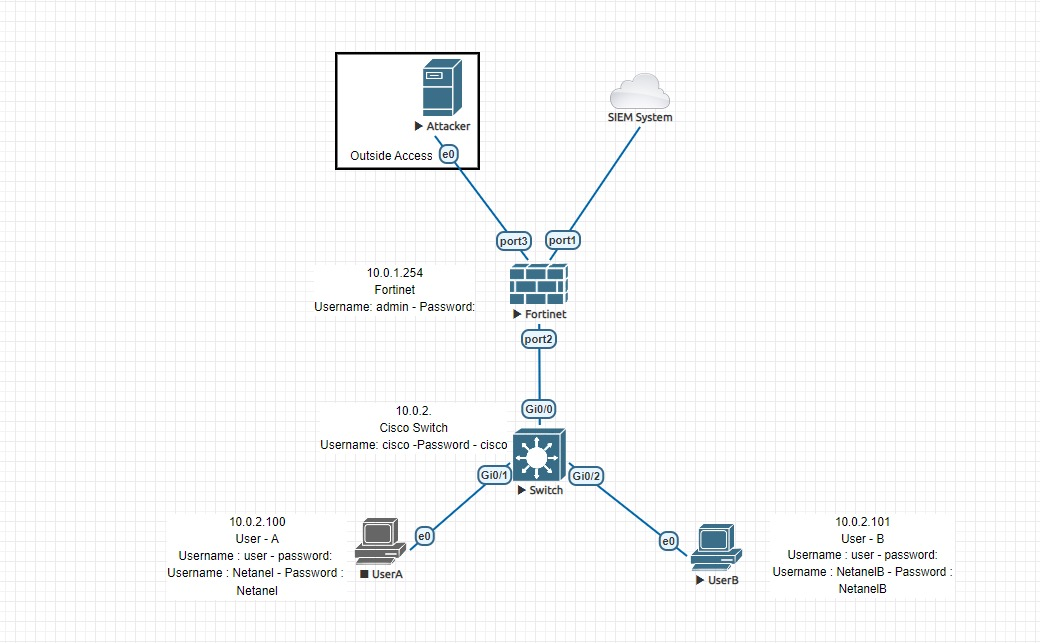 Attacker
Outside Access
e0
SIEM System
port3
port1
10.0.1.254
Fortinet
Username: admin - Password:
Fortinet
port2
Gi0/0
10.0.2.
Cisco Switch
Username: cisco -Password - cisco
Gi0/1
Gi0/2
Switch
10.0.2.100
User - A
Username : user - password:
Username : Netanel - Password :
Netanel
e0
UserA
e0
UserB
10.0.2.101
User - B
Username : user - password:
Username : NetanelB - Password :
NetanelB